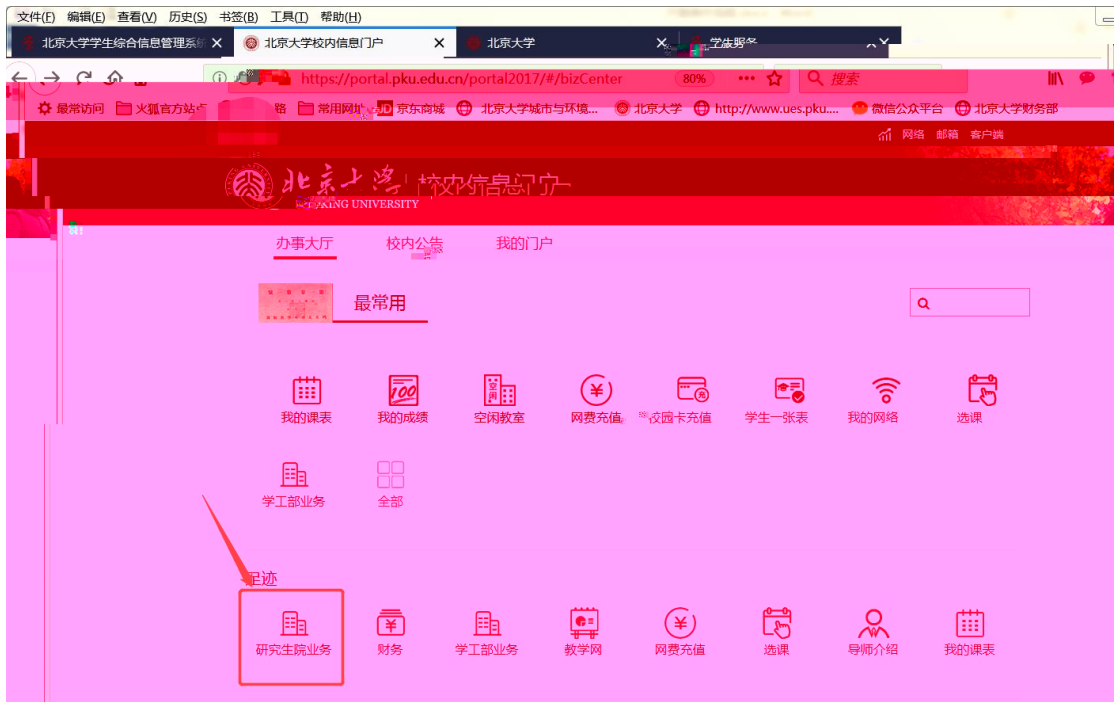 文件(F) 编辑(E) 查看(V) 历史(S) 书签(B) 工具(T) 帮助(H)
北京大学学生综合信息管理系统 北京大学校内信息门户 北京大学
https://portal.pku.edu.cn/portal2017/#/bizCenter 80% 搜索
最常访问 火狐官方站点 常用网址 JD 京东商城 北京大学城市与环境... 北京大学 http://www.ues.pku.... 微信公众平台 北京大学财务部
网络 邮箱 客户端
北京大学 校内信息门户
PEKING UNIVERSITY
办事大厅 校内公告 我的门户
最常用
我的课表 我的成绩 空闲教室 网费充值 校园卡充值 学生一张表 我的网络 选课
学工部业务 全部
足迹
研究生院业务 财务 学工部业务 教学网 网费充值 选课 导师介绍 我的课表